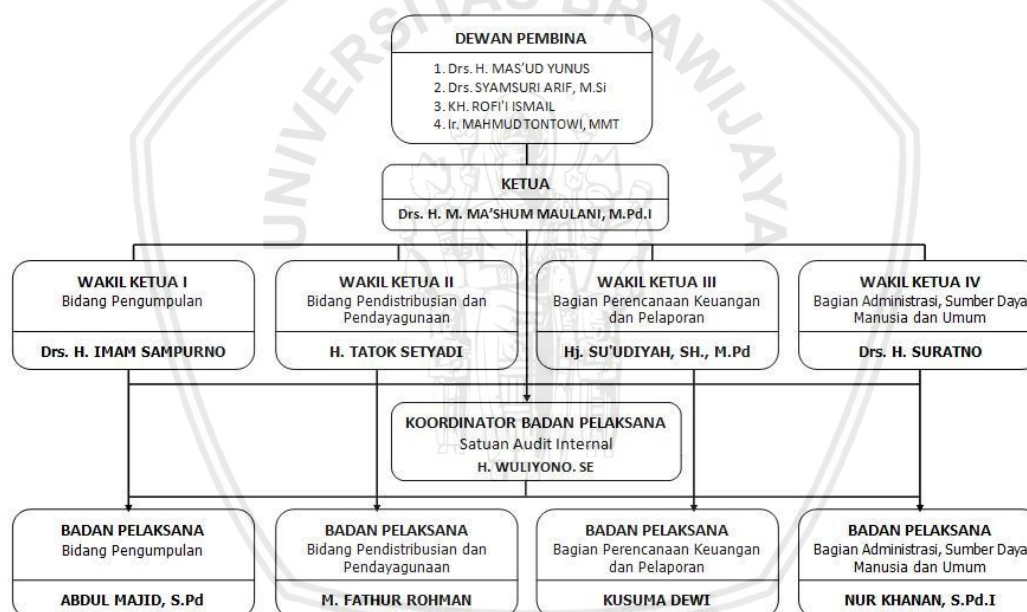 UNIVERSITAS BRAWIJAYA
DEWAN PEMBINA
1. Drs. H. MAS'UD YUNUS
2. Drs. SYAMSURI ARIF, M.Si
3. KH. ROFI'I ISMAIL
4. Ir. MAHMUD TONTOWI, MMT
KETUA
Drs. H. M. MA'SHUM MAULANI, M.Pd.I
WAKIL KETUA I
Bidang Pengumpulan
Drs. H. IMAM SAMPURNO
WAKIL KETUA II
Bidang Pendistribusian dan
Pendayagunaan
H. TATOK SETYADI
WAKIL KETUA III
Bagian Perencanaan Keuangan
dan Pelaporan
Hj. SU'UDIYAH, SH., M.Pd
WAKIL KETUA IV
Bagian Administrasi, Sumber Daya
Manusia dan Umum
Drs. H. SURATNO
KOORDINATOR BADAN PELAKSANA
Satuan Audit Internal
H. WULIYONO. SE
BADAN PELAKSANA
Bidang Pengumpulan
ABDUL MAJID, S.Pd
BADAN PELAKSANA
Bidang Pendistribusian dan
Pendayagunaan
M. FATHUR ROHMAN
BADAN PELAKSANA
Bagian Perencanaan Keuangan
dan Pelaporan
KUSUMA DEWI
BADAN PELAKSANA
Bagian Administrasi, Sumber Daya
Manusia dan Umum
NUR KHANAN, S.Pd.I